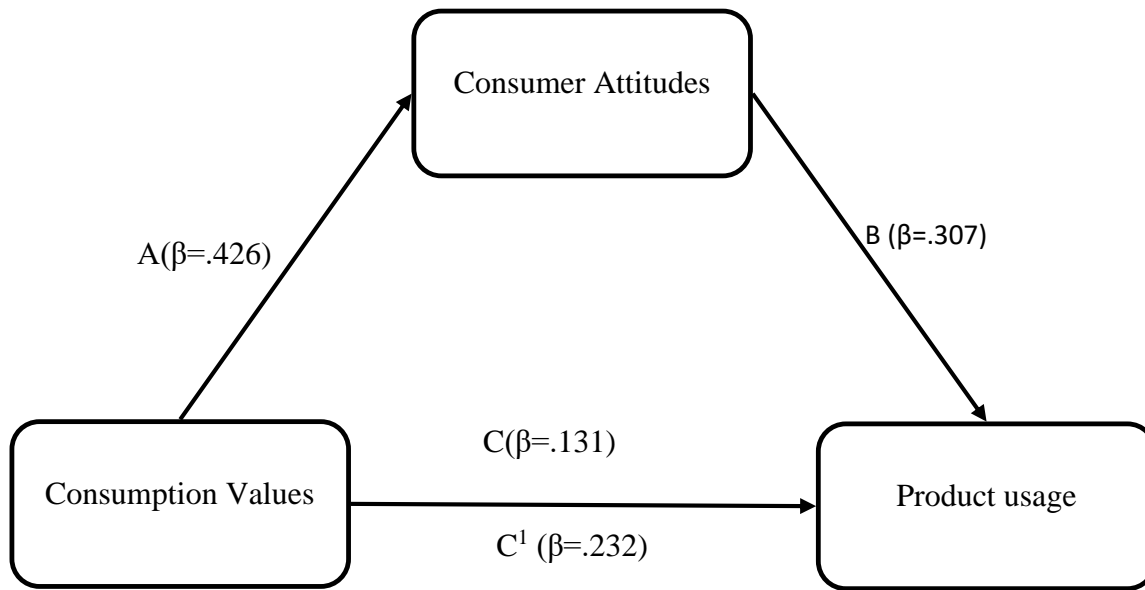 Consumer Attitudes
A(β=.426)
B (β=.307)
C(β=.131)
Consumption Values
Product usage
C¹ (β=.232)